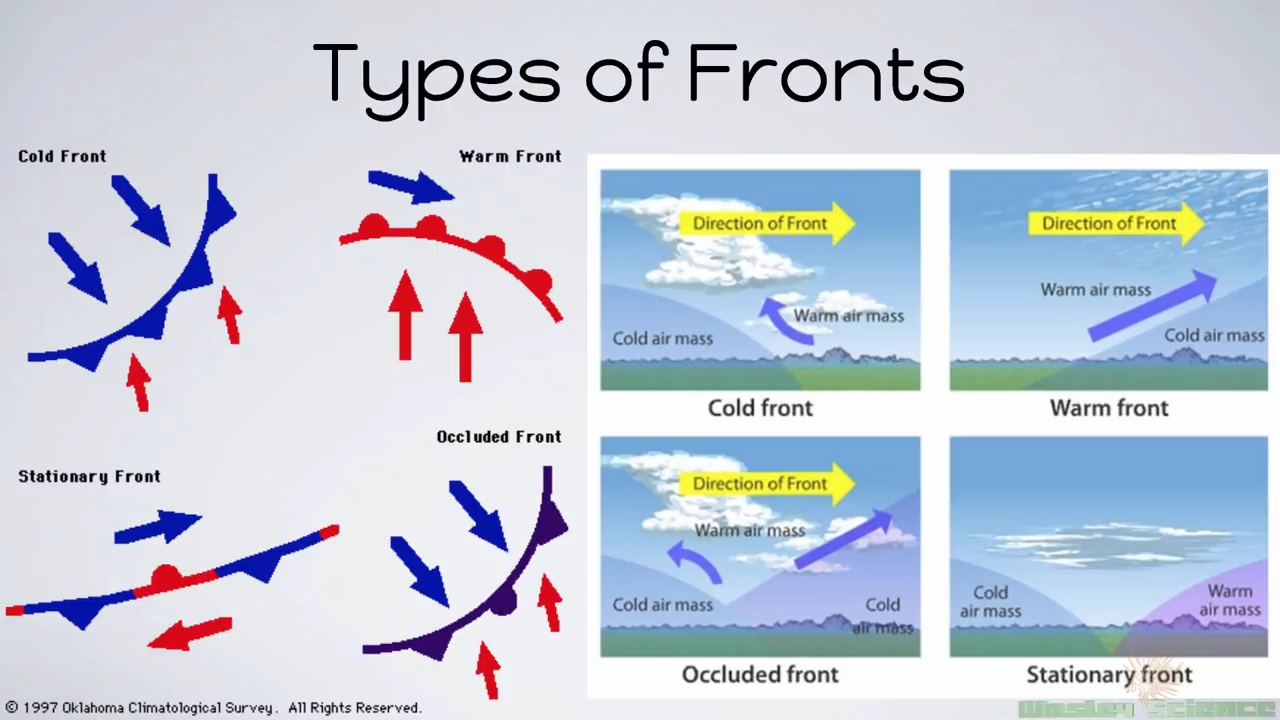 Types of Fronts
Cold Front
Warm Front
Stationary Front
Occluded Front
© 1997 Oklahoma Climatological Survey. All Rights Reserved.
Direction of Front
Warm air mass
Cold air mass
Cold front
Direction of Front
Warm air mass
Cold air mass
Warm front
Direction of Front
Warm air mass
Cold air mass
Cold
air mass
Occluded front
Cold
air mass
Warm
air mass
Stationary front
Wasley Science